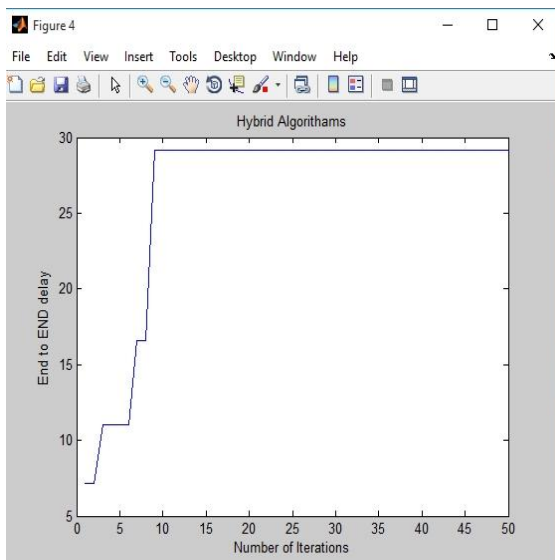 Figure 4
File Edit View Insert Tools Desktop Window Help
Hybrid Algorithams
30
25
20
15
10
5
End to END delay
0 5 10 15 20 25 30 35 40 45 50
Number of Iterations